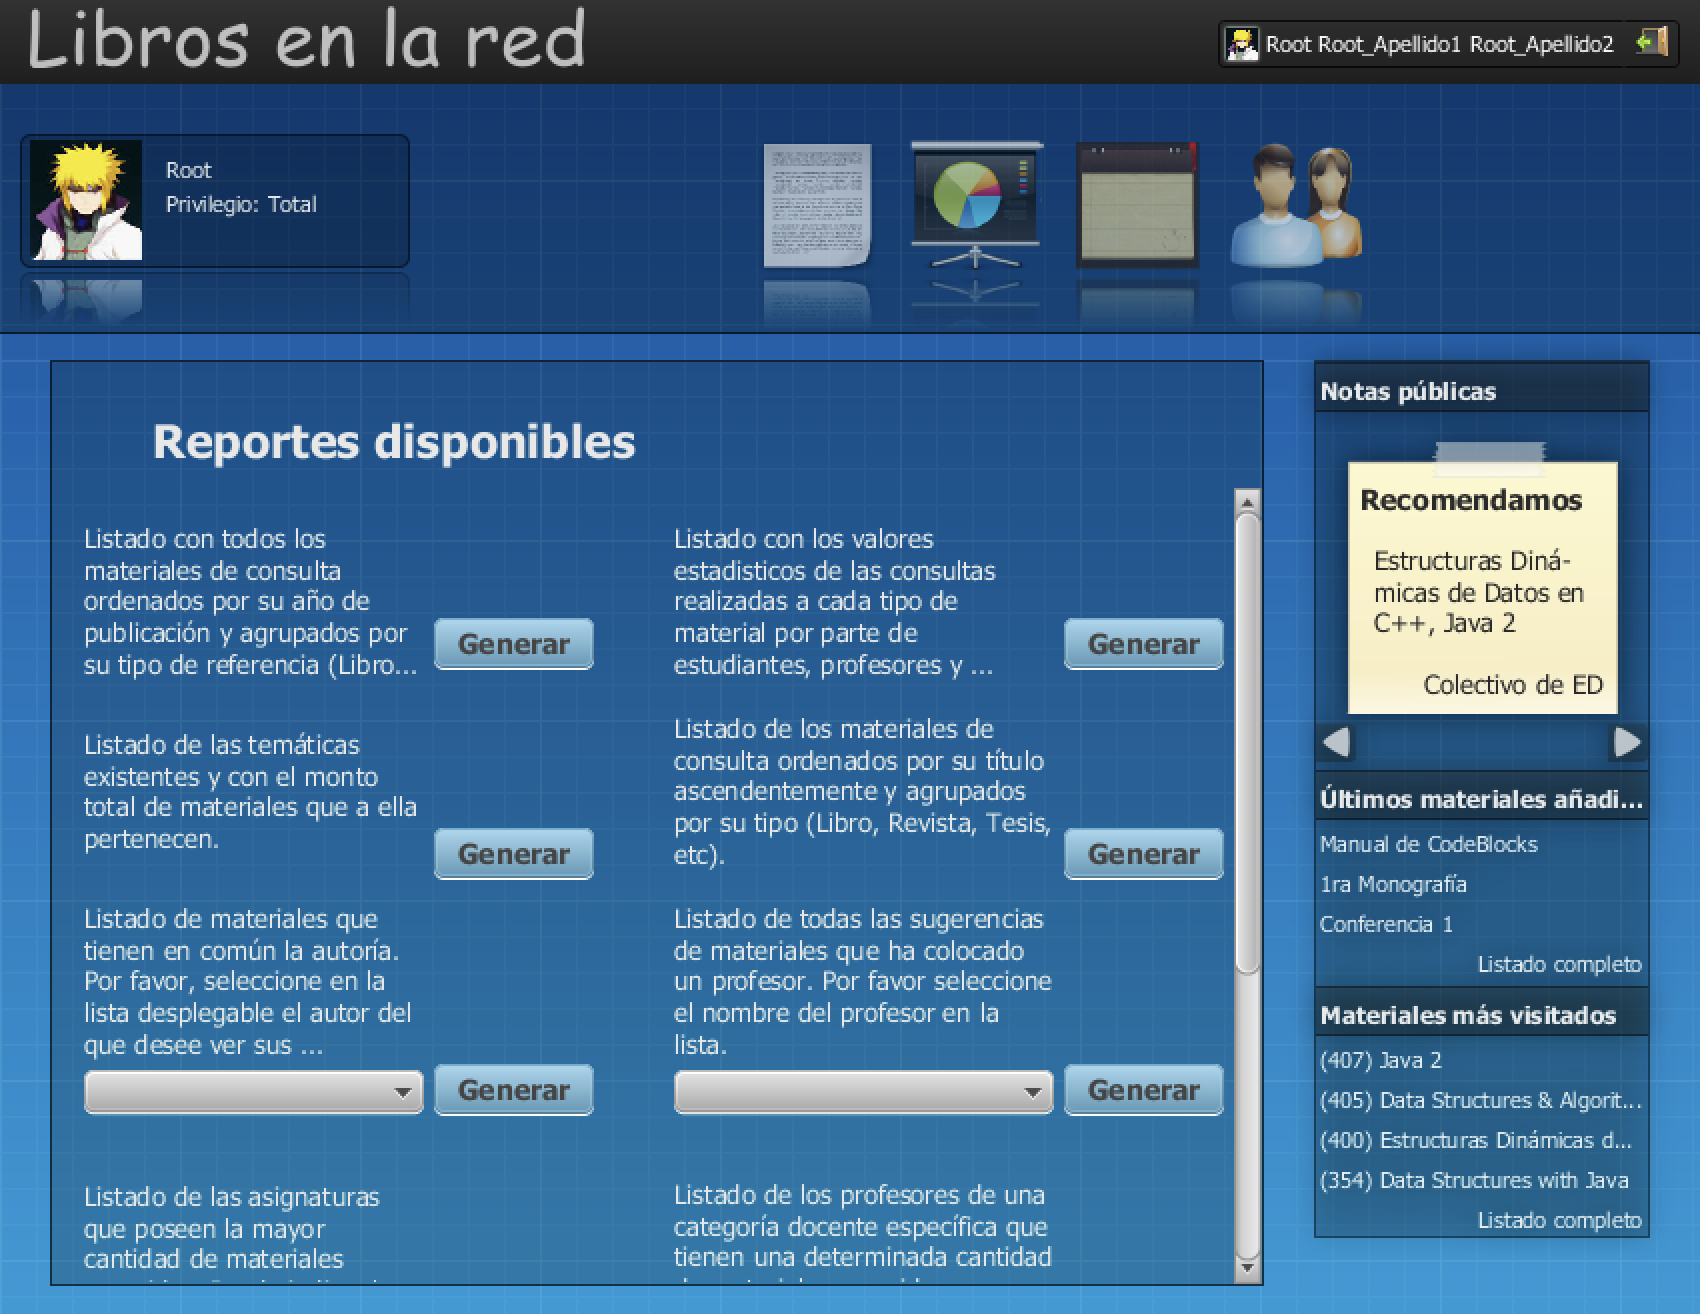 Libros en la red
Root Root_Apellido1 Root_Apellido2
Root
Privilegio: Total
Reportes disponibles
Listado con todos los
materiales de consulta
ordenados por su año de
publicación y agrupados por
su tipo de referencia (Libro...
Generar
Listado con los valores
estadisticos de las consultas
realizadas a cada tipo de
material por parte de
estudiantes, profesores y ...
Generar
Listado de las temáticas
existentes y con el monto
total de materiales que a ella
pertenecen.
Generar
Listado de los materiales de
consulta ordenados por su título
ascendentemente y agrupados
por su tipo (Libro, Revista, Tesis,
etc).
Generar
Listado de materiales que
tienen en común la autoría.
Por favor, seleccione en la
lista desplegable el autor del
que desee ver sus ...
Generar
Listado de todas las sugerencias
de materiales que ha colocado
un profesor. Por favor seleccione
el nombre del profesor en la
lista.
Generar
Listado de las asignaturas
que poseen la mayor
cantidad de materiales
Listado de los profesores de una
categoría docente específica que
tienen una determinada cantidad
Notas públicas
Recomendamos
Estructuras Diná-
micas de Datos en
C++, Java 2
Colectivo de ED
Últimos materiales añadi...
Manual de CodeBlocks
1ra Monografía
Conferencia 1
Listado completo
Materiales más visitados
(407) Java 2
(405) Data Structures & Algorit...
(400) Estructuras Dinámicas d...
(354) Data Structures with Java
Listado completo